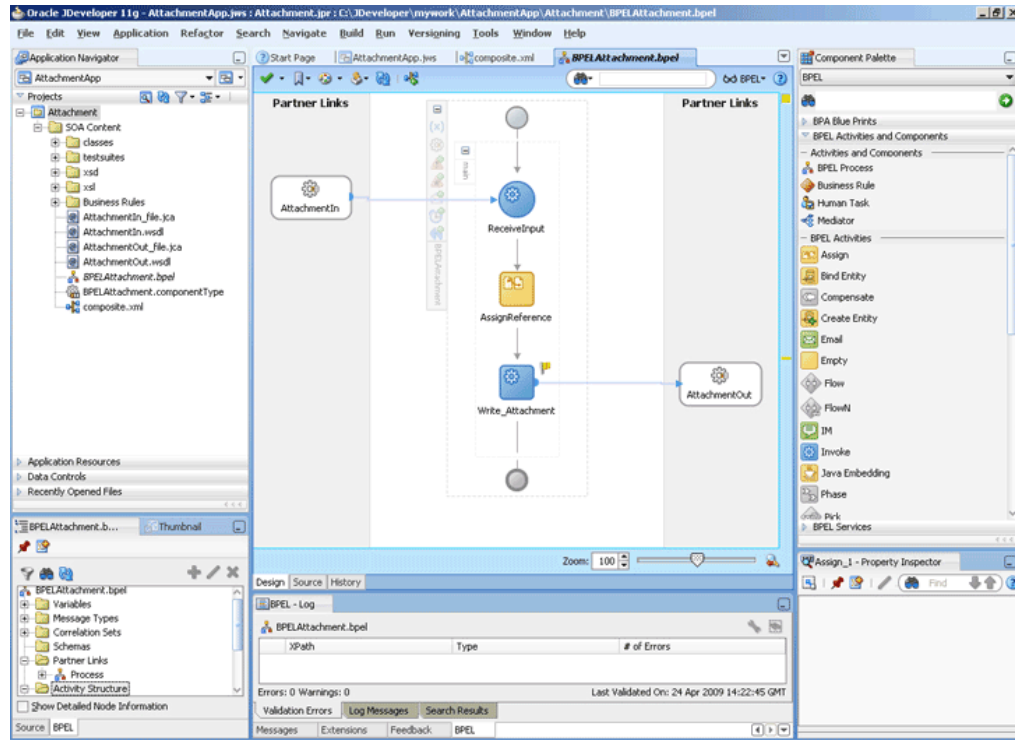 Oracle JDeveloper 11g - AttachmentApp.jws : Attachment.jpr : C:\JDeveloper\mywork\AttachmentApp\Attachment\BPELAttachment.bpel
File Edit View Application Refactor Search Navigate Build Run Versioning Tools Window Help
Application Navigator
AttachmentApp
Projects
Attachment
SOA Content
classes
testsuites
xsd
xsl
Business Rules
AttachmentIn_file.jca
AttachmentIn.wsdl
AttachmentOut_file.jca
AttachmentOut.wsdl
BPELAttachment.bpel
BPELAttachment.componentType
composite.xml
Application Resources
Data Controls
Recently Opened Files
BPELAttachment.b... Thumbnail
BPELAttachment.bpel
Variables
Message Types
Correlation Sets
Schemas
Partner Links
Process
Activity Structure
Show Detailed Node Information
Source BPEL
Start Page AttachmentApp.jws composite.xml BPELAttachment.bpel
BPEL
Partner Links
Partner Links
main
BPELAttachment
AttachmentIn
ReceiveInput
AssignReference
Write_Attachment
AttachmentOut
Zoom: 100
Design Source History
BPEL - Log
BPELAttachment.bpel
XPath Type # of Errors
Errors: 0 Warnings: 0 Last Validated On: 24 Apr 2009 14:22:45 GMT
Validation Errors Log Messages Search Results
Messages Extensions Feedback BPEL
Component Palette
BPEL
BPA Blue Prints
BPEL Activities and Components
Activities and Components
BPEL Process
Business Rule
Human Task
Mediator
BPEL Activities
Assign
Bind Entity
Compensate
Create Entity
Email
Empty
Flow
FlowN
IM
Invoke
Java Embedding
Phase
Pick
BPEL Services
Assign_1 - Property Inspector
Find